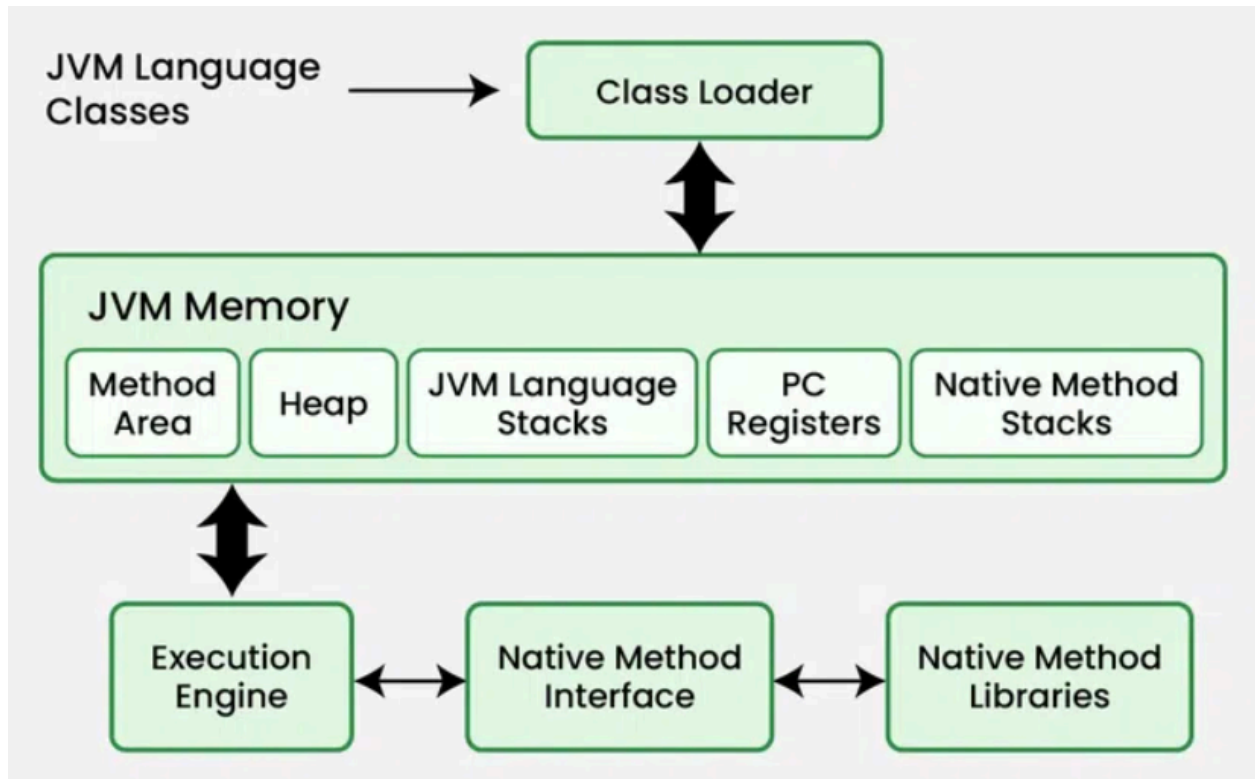 JVM Language
Classes
Class Loader
JVM Memory
Method
Area
Heap
JVM Language
Stacks
PC
Registers
Native Method
Stacks
Execution
Engine
Native Method
Interface
Native Method
Libraries